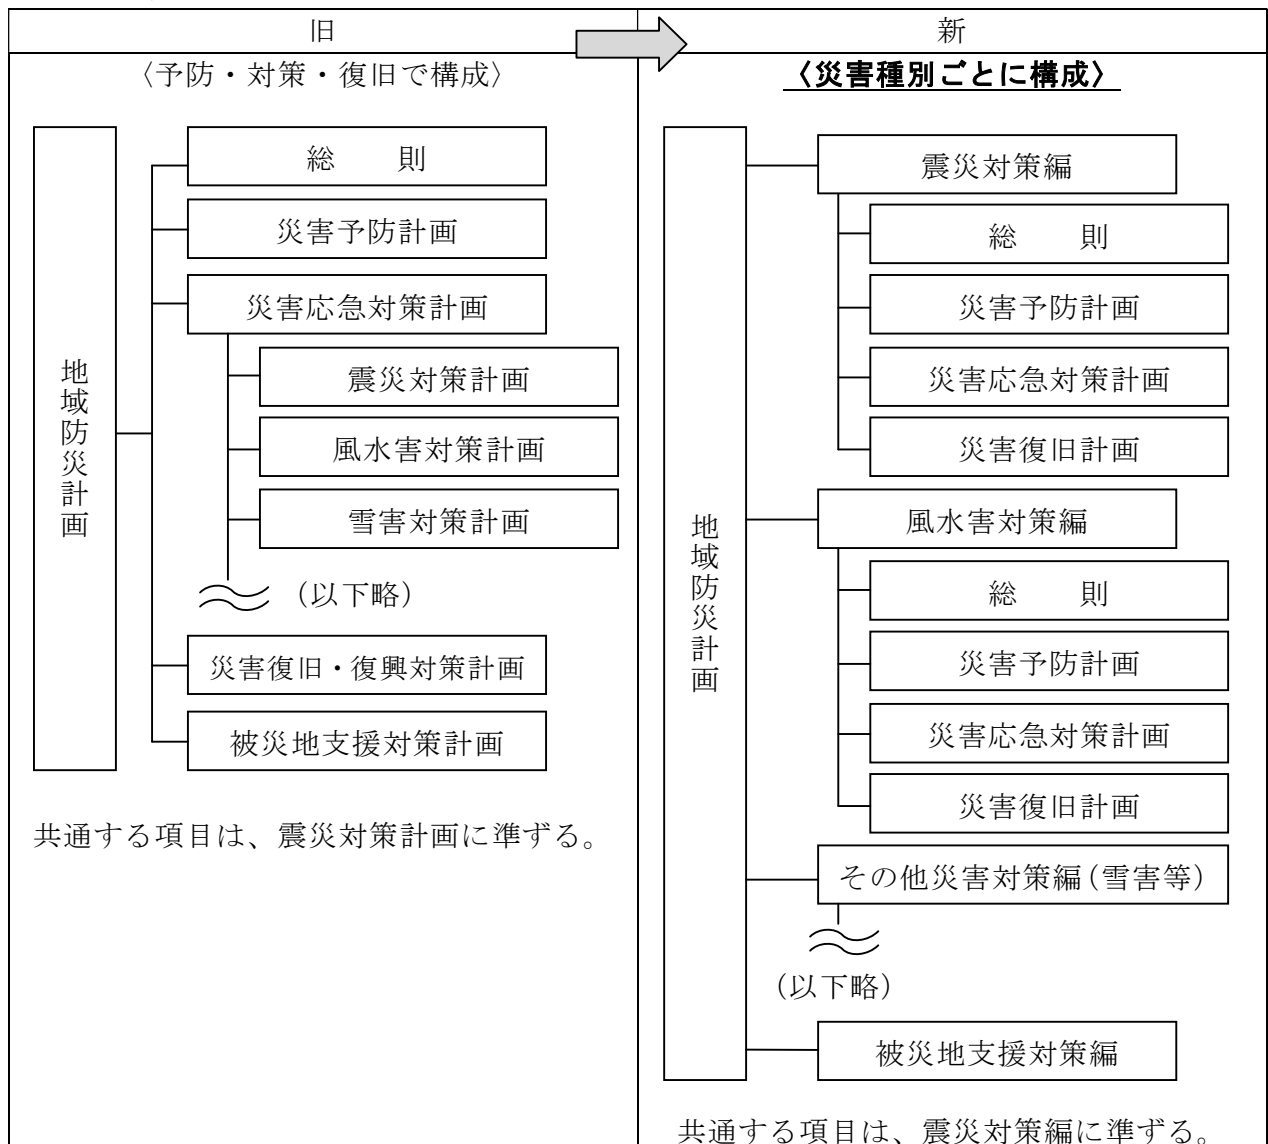 旧
新
〈予防・対策・復旧で構成〉
地域防災計画
総　　則
災害予防計画
災害応急対策計画
震災対策計画
風水害対策計画
雪害対策計画
（以下略）
災害復旧・復興対策計画
被災地支援対策計画
共通する項目は、震災対策計画に準ずる。
〈災害種別ごとに構成〉
地域防災計画
震災対策編
総　　則
災害予防計画
災害応急対策計画
災害復旧計画
風水害対策編
総　　則
災害予防計画
災害応急対策計画
災害復旧計画
その他災害対策編（雪害等）
（以下略）
被災地支援対策編
共通する項目は、震災対策編に準ずる。